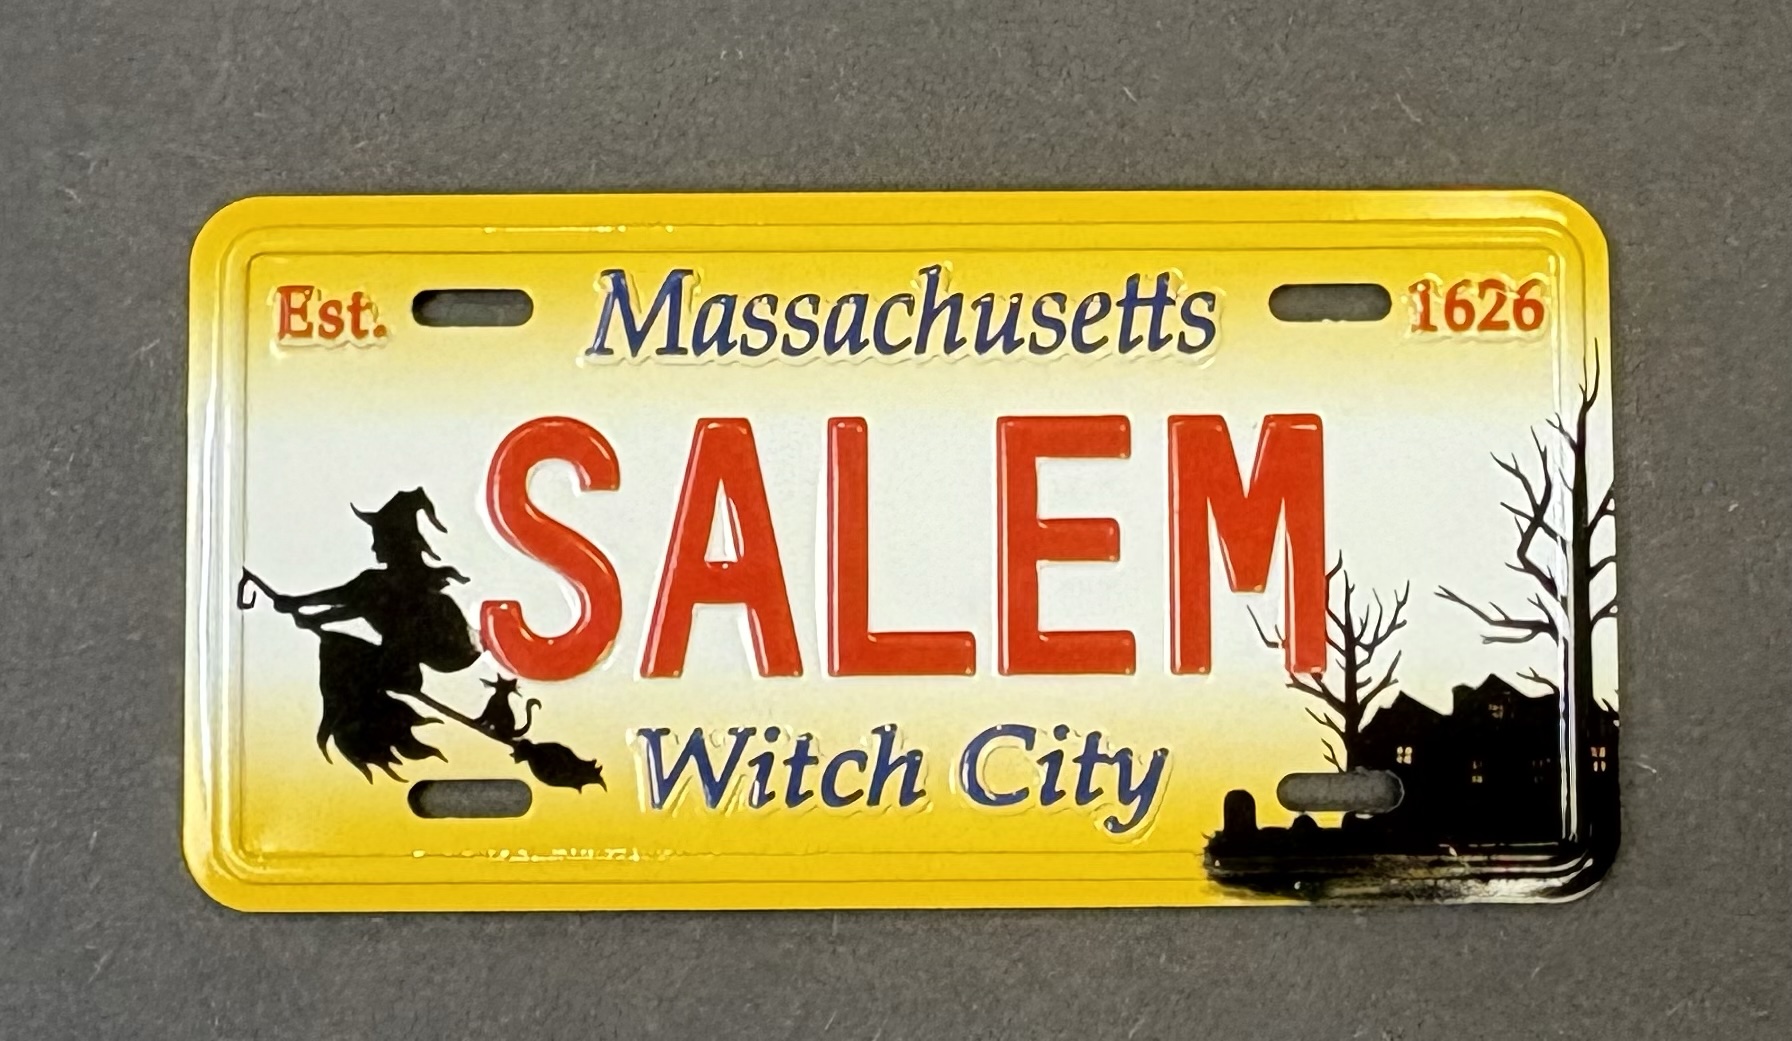 Est. Massachusetts 1626
SALEM
Witch City